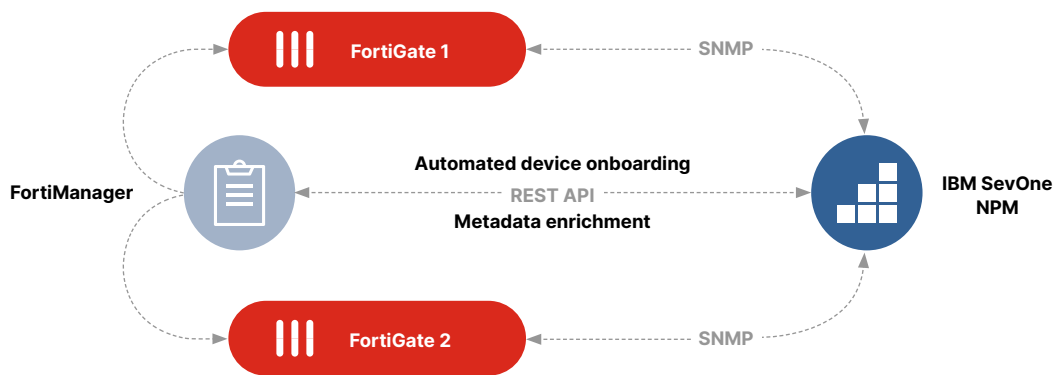 FortiGate 1
SNMP
Automated device onboarding
FortiManager
REST API
IBM SevOne
NPM
Metadata enrichment
FortiGate 2
SNMP